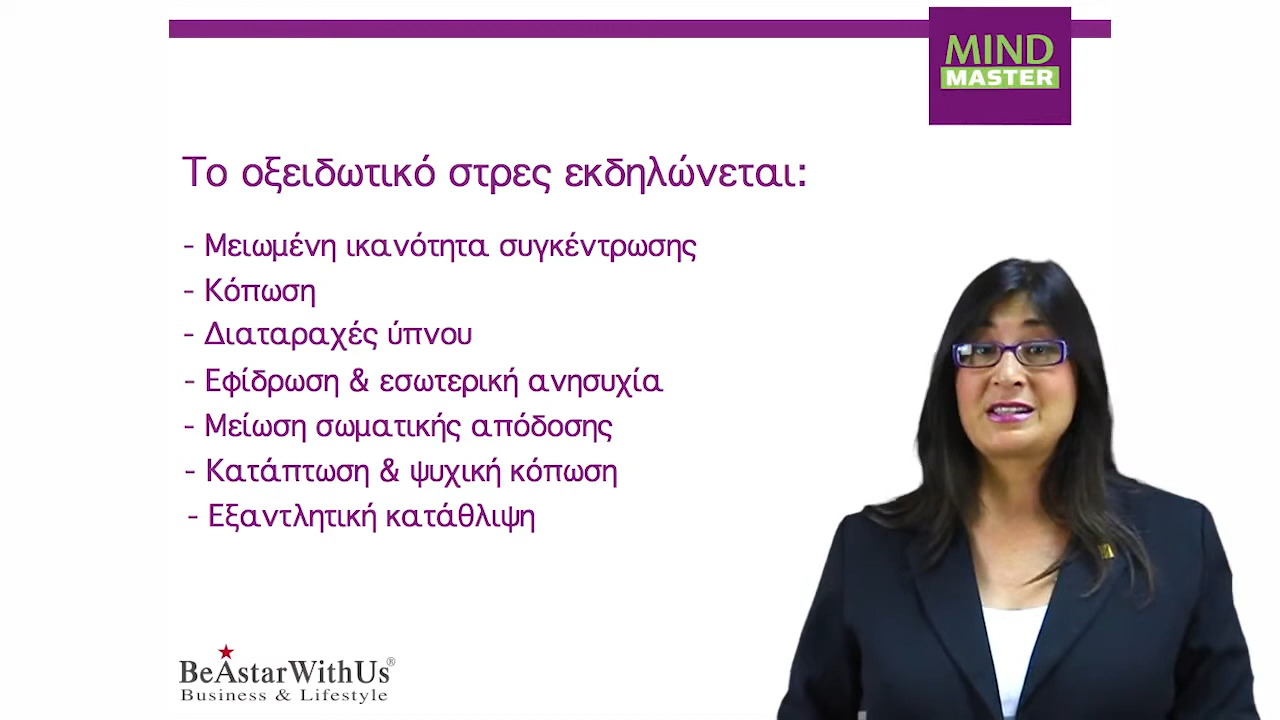 MIND
MASTER
Το οξειδωτικό στρες εκδηλώνεται:
- Μειωμένη ικανότητα συγκέντρωσης
- Κόπωση
- Διαταραχές ύπνου
- Εφίδρωση & εσωτερική ανησυχία
- Μείωση σωματικής απόδοσης
- Κατάπτωση & ψυχική κόπωση
- Εξαντλητική κατάθλιψη
BeAstarWithUs®
Business & Lifestyle